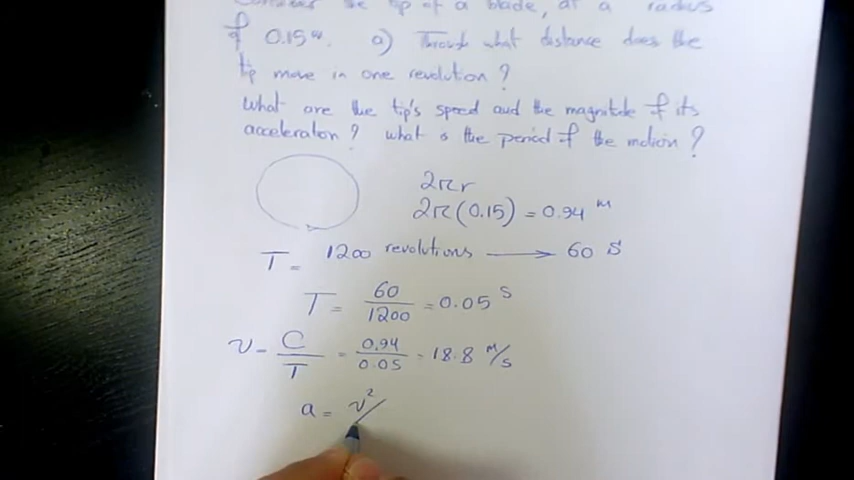 Consider the tip of a blade, at a radius
of 0.15m. a) Through what distance does the
tip move in one revolution?
What are the tip's speed and the magnitude of its
acceleration? what is the period of the motion?
2πr
2π(0.15) = 0.94 m
T = 1200 revolutions → 60 s
T = 60/1200 = 0.05 s
v = C/T = 0.94/0.05 = 18.8 m/s
a = v²/